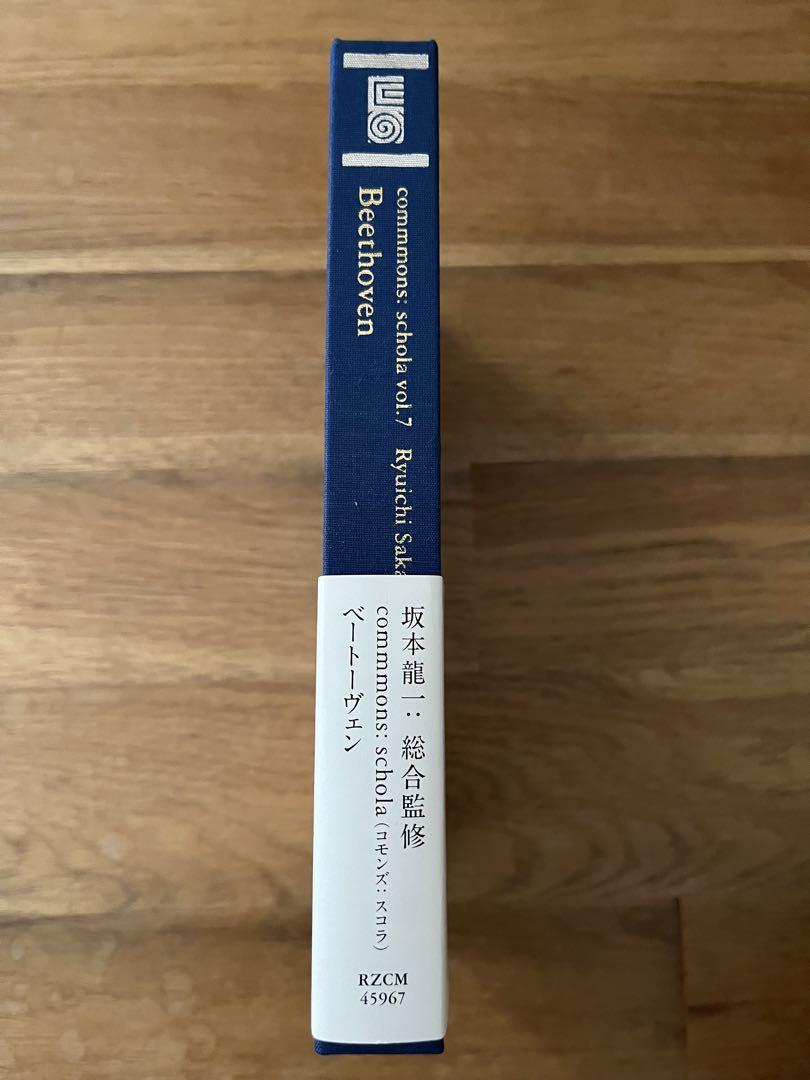 commmons: schola vol.7 Ryuichi Saka
Beethoven
坂本龍一: 総合監修
commmons: schola (コモンズ: スコラ)
ベートーヴェン
RZCM
45967